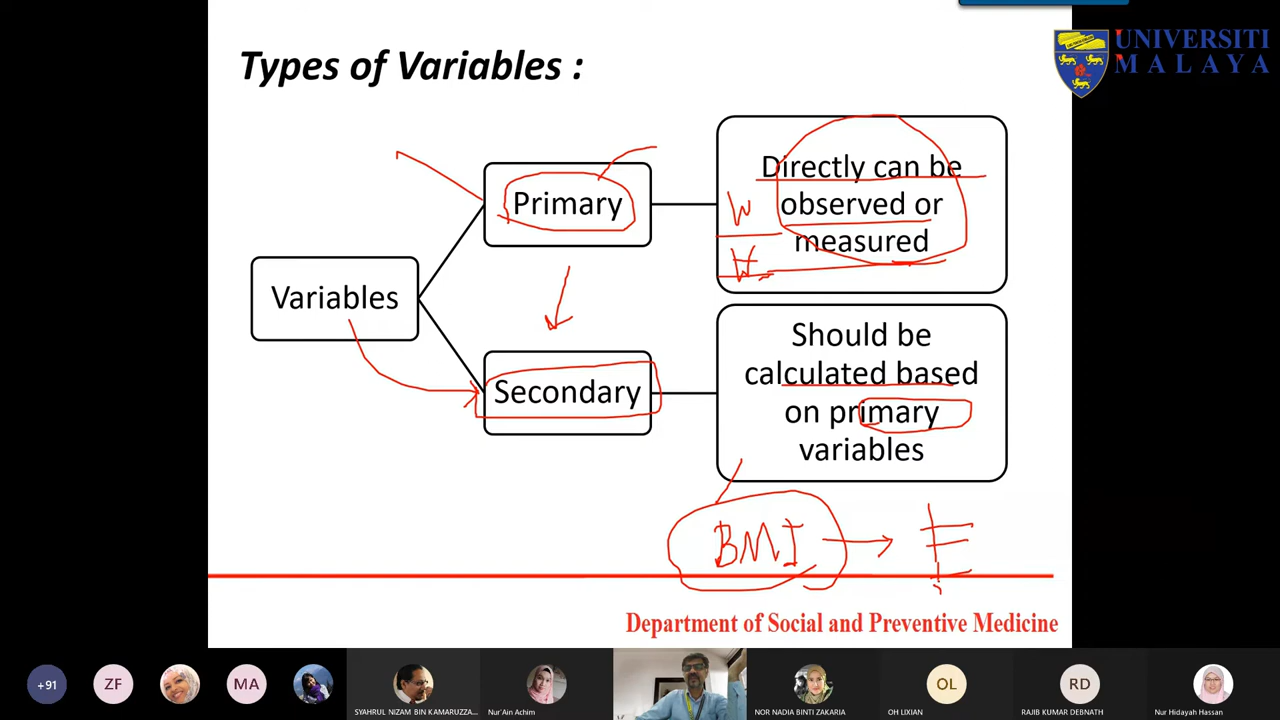 Types of Variables :
UNIVERSITI
MALAYA
Primary
Directly can be
observed or
measured
W
Variables
Secondary
Should be
calculated based
on primary
variables
BMI
Department of Social and Preventive Medicine
+91
ZF
MA
OL
RD
SYAHRUL NIZAM BIN KAMARUZZA...
Nur'Ain Achim
NOR NADIA BINTI ZAKARIA
OH LIXIAN
RAJIB KUMAR DEBNATH
Nur Hidayah Hassan